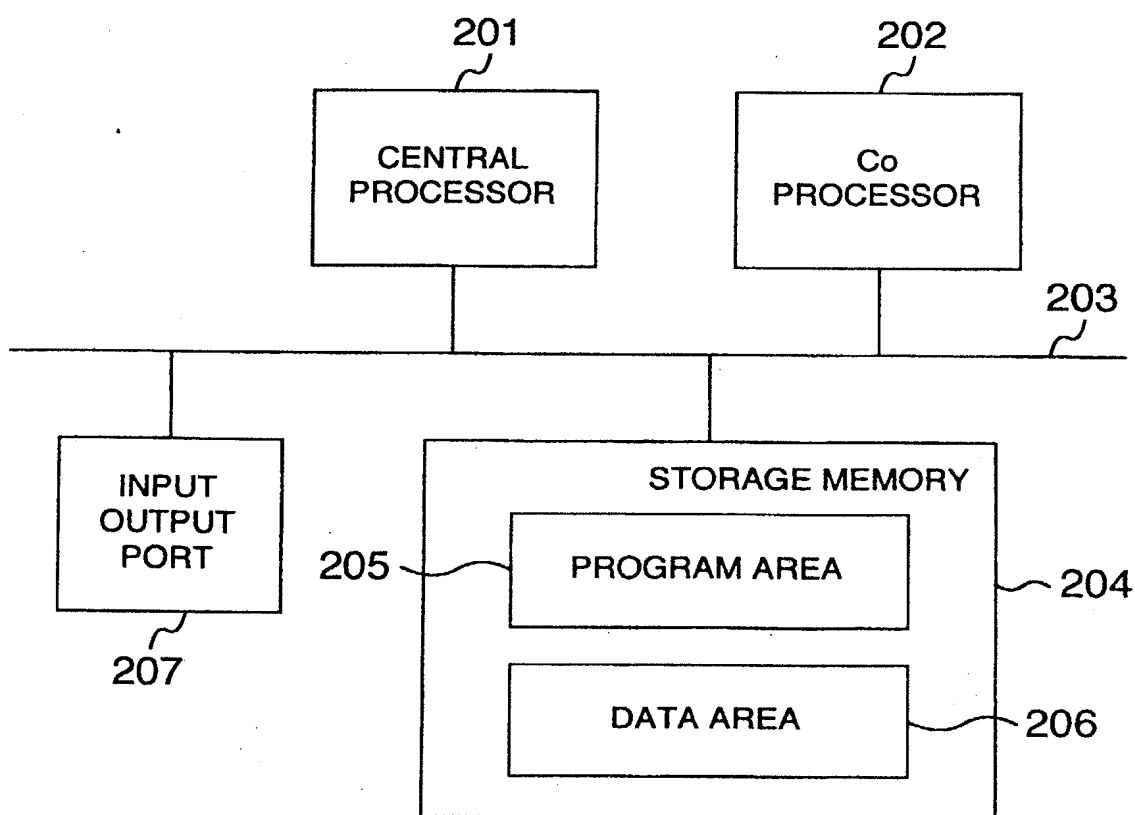 201
202
CENTRAL
PROCESSOR
Co
PROCESSOR
203
INPUT
OUTPUT
PORT
207
STORAGE MEMORY
205
PROGRAM AREA
204
DATA AREA
206